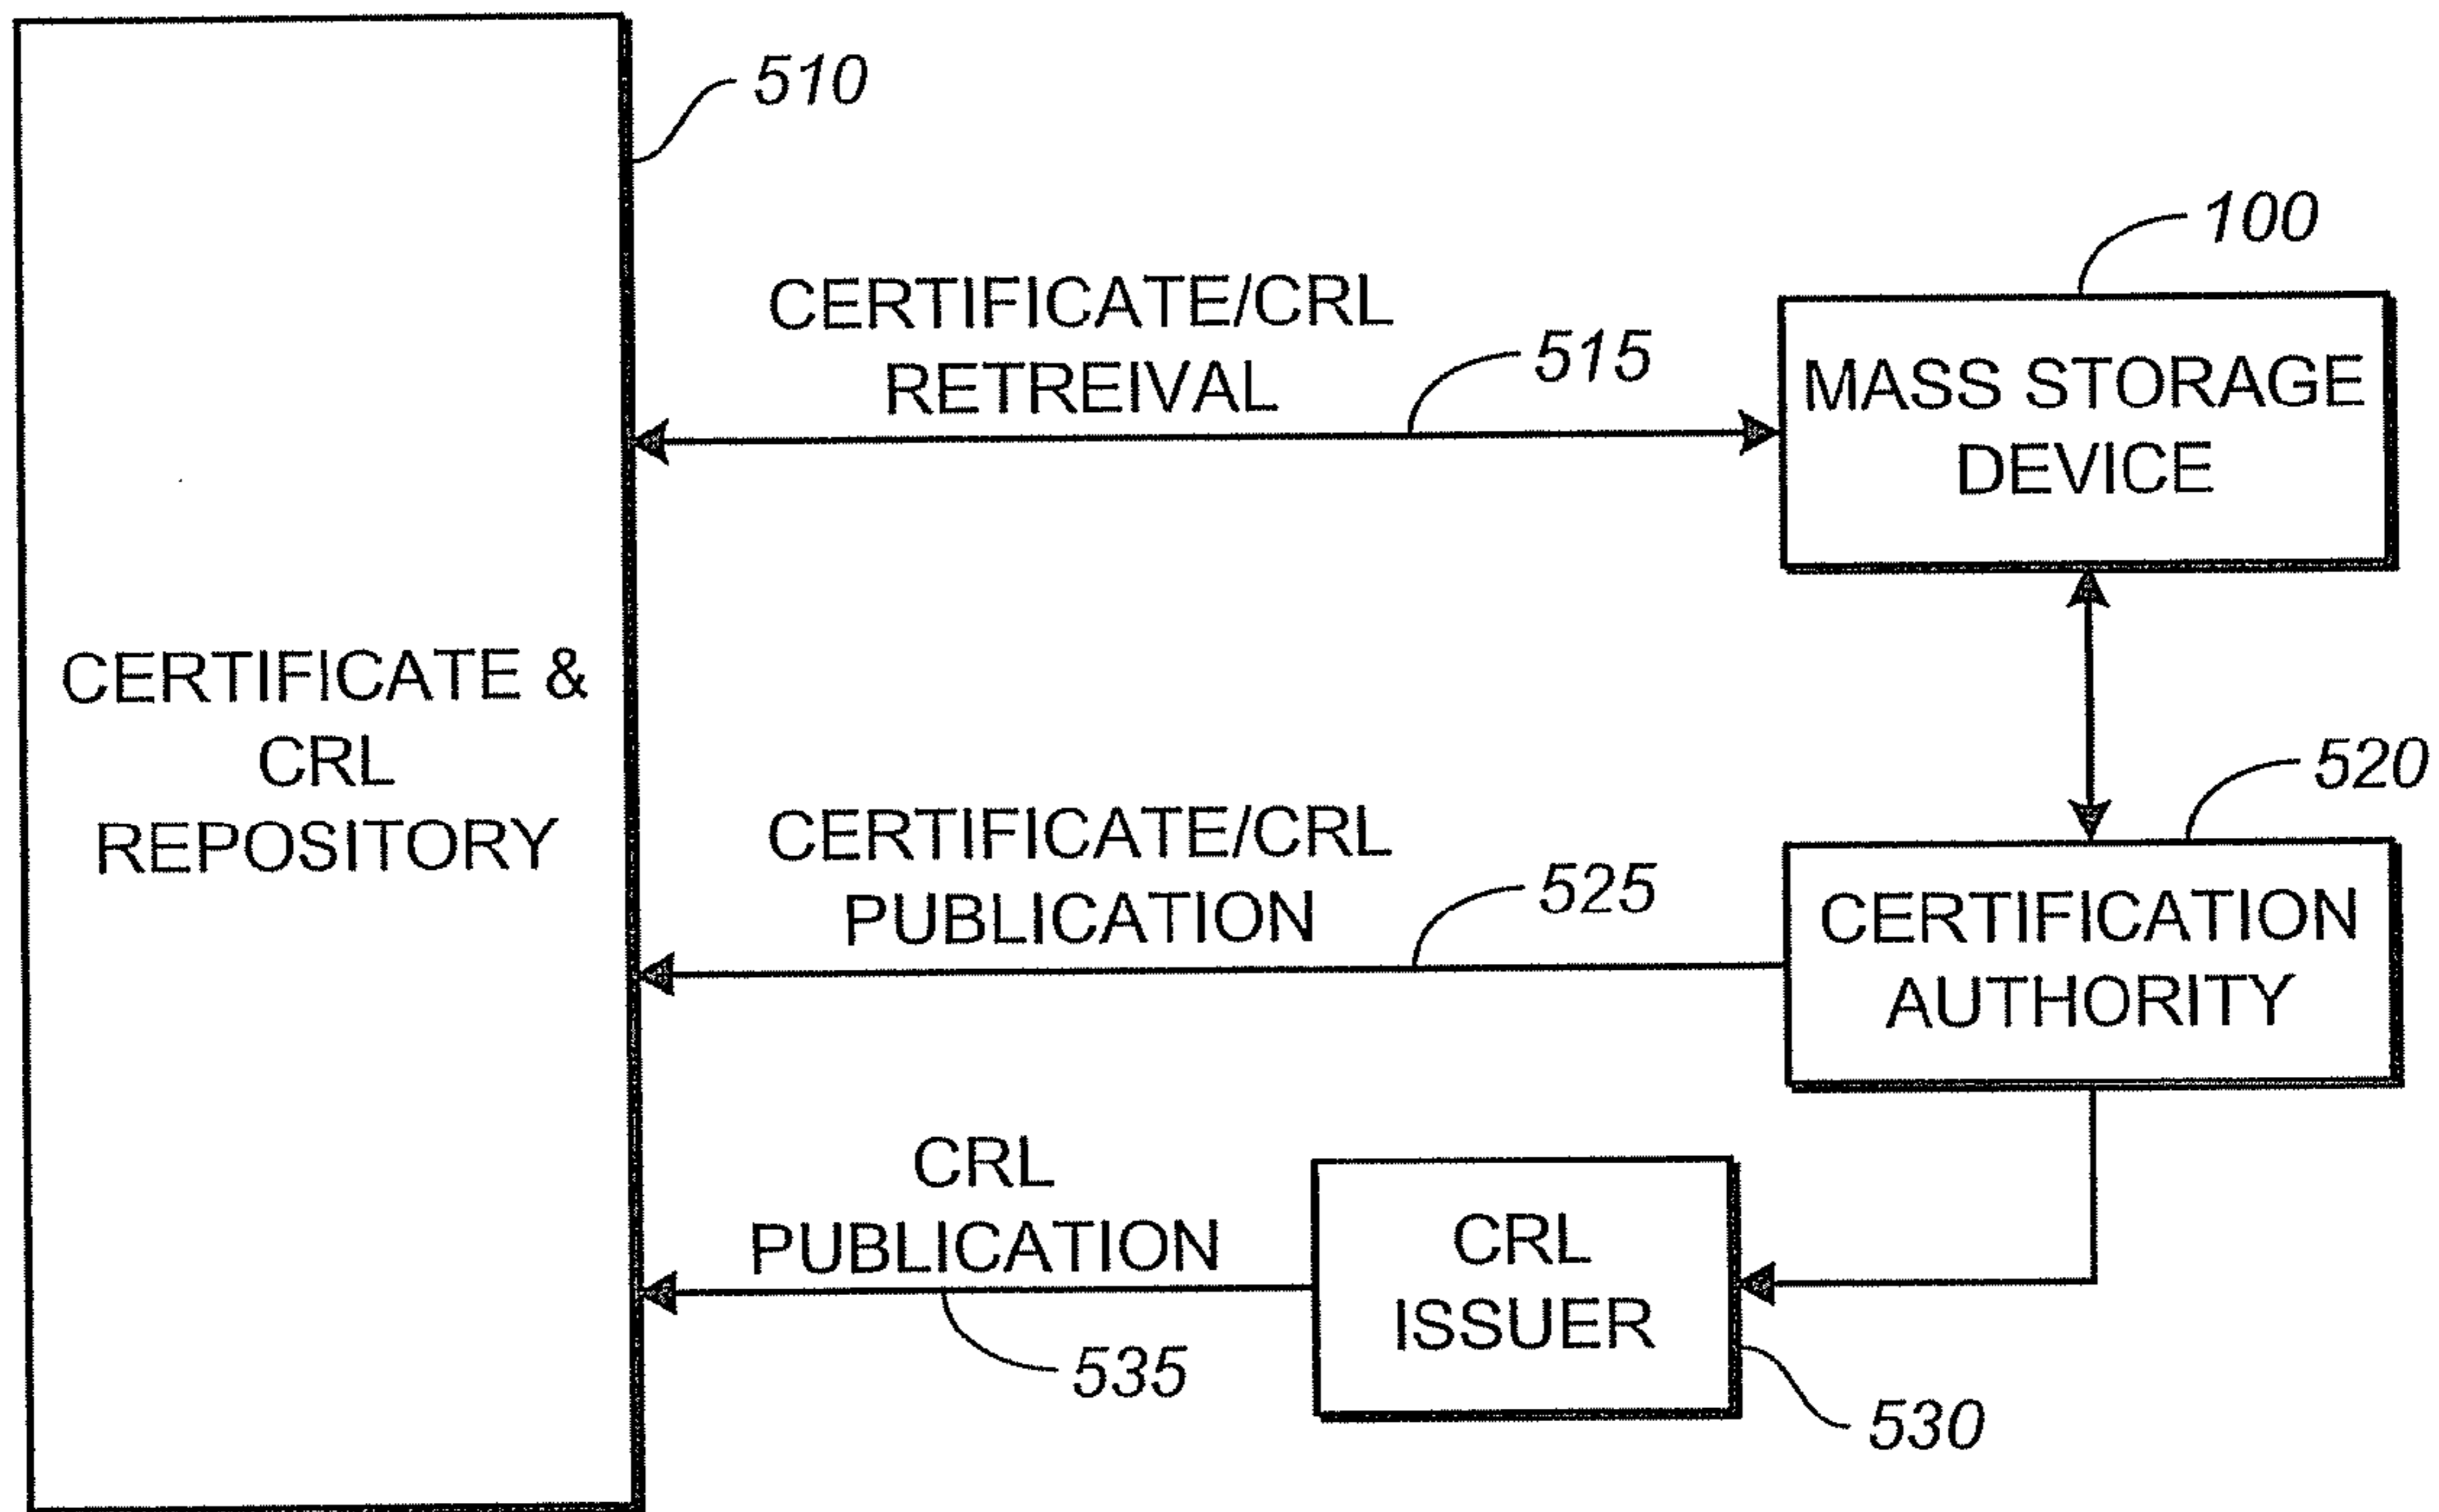 510
100
CERTIFICATE/CRL
RETREIVAL
515
MASS STORAGE
DEVICE
CERTIFICATE &
CRL
REPOSITORY
520
CERTIFICATE/CRL
PUBLICATION
525
CERTIFICATION
AUTHORITY
CRL
PUBLICATION
535
CRL
ISSUER
530